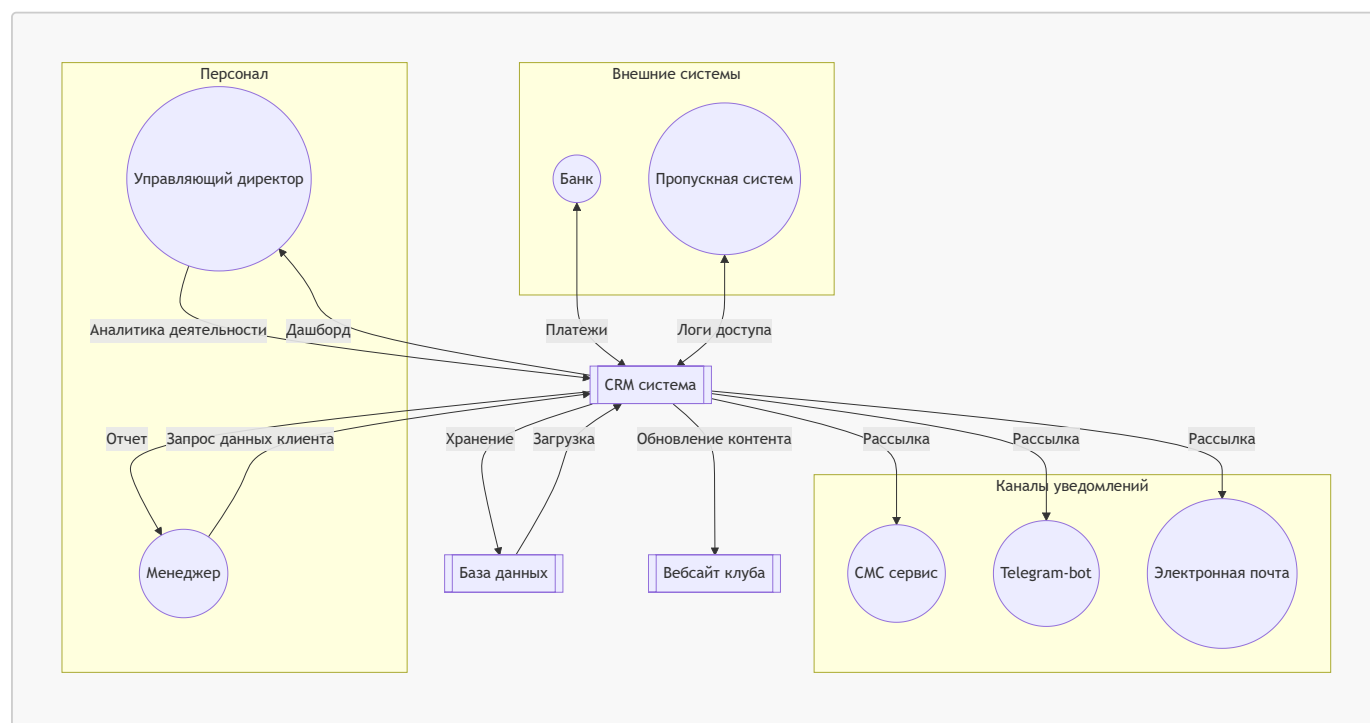 Персонал
Внешние системы
Управляющий директор
Банк
Пропускная систем
Аналитика деятельности
Дашборд
Платежи
Логи доступа
CRM система
Отчет
Запрос данных клиента
Хранение
Загрузка
Обновление контента
Рассылка
Рассылка
Рассылка
Каналы уведомлений
Менеджер
База данных
Вебсайт клуба
СМС сервис
Telegram-bot
Электронная почта